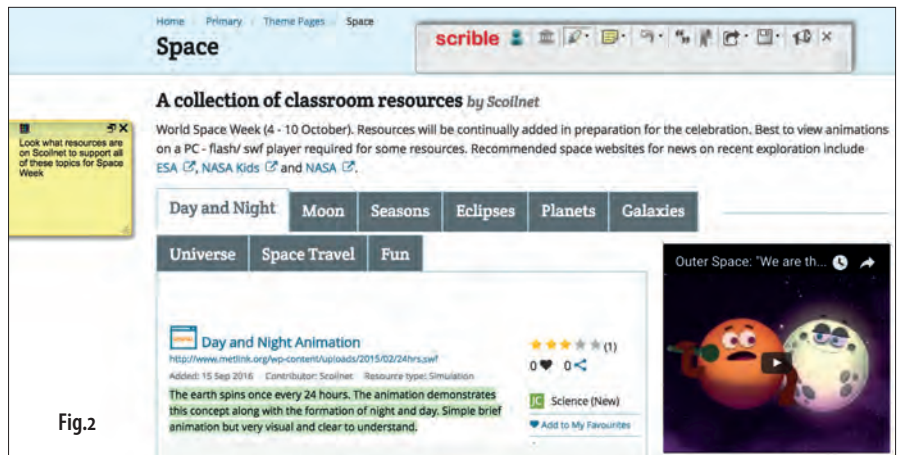 Home Primary Theme Pages Space
Space
scrible
A collection of classroom resources by Scoilnet
World Space Week (4 - 10 October). Resources will be continually added in preparation for the celebration. Best to view animations
on a PC - flash/ swf player required for some resources. Recommended space websites for news on recent exploration include
ESA, NASA Kids and NASA.
Look what resources are
on Scoilnet to support all
of these topics for Space
Week
Day and Night Moon Seasons Eclipses Planets Galaxies
Universe Space Travel Fun
Outer Space: "We are th...
Day and Night Animation
http://www.metlink.org/wp-content/uploads/2015/02/24hrs.swf
Added: 15 Sep 2016 Contributor: Scoilnet Resource type: Simulation
The earth spins once every 24 hours. The animation demonstrates
this concept along with the formation of night and day. Simple brief
animation but very visual and clear to understand.
(1)
0 0
JC Science (New)
Add to My Favourites
Fig.2